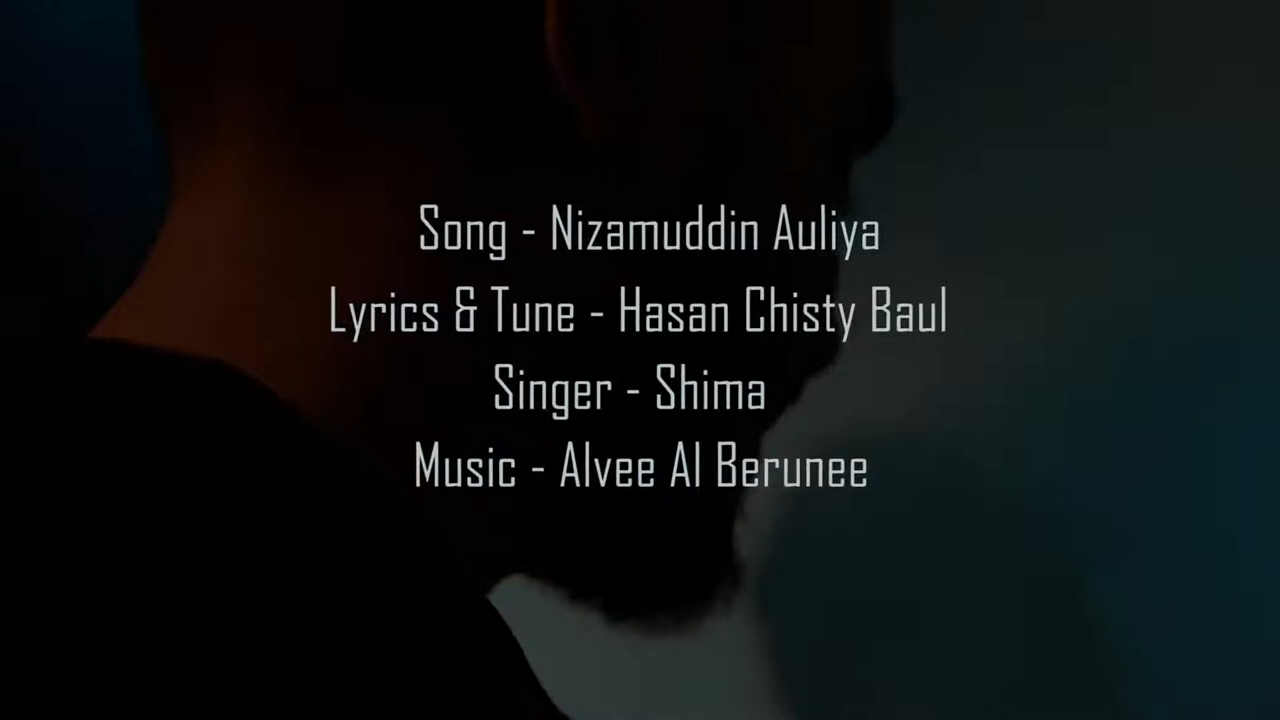 Song - Nizamuddin Auliya
Lyrics & Tune - Hasan Chisty Baul
Singer - Shima
Music - Alvee Al Berunee